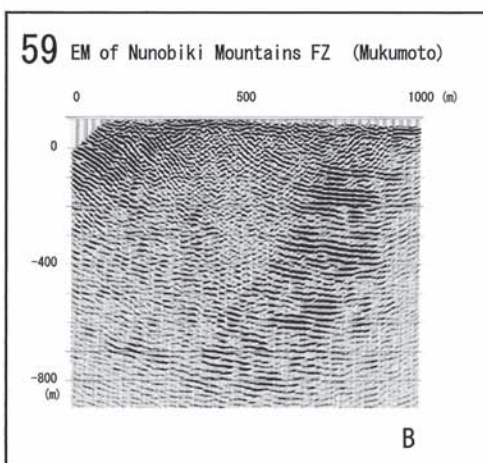 59 EM of Nunobiki Mountains FZ (Mukumoto)
0 500 1000 (m)
0
-400
-800
(m)
B